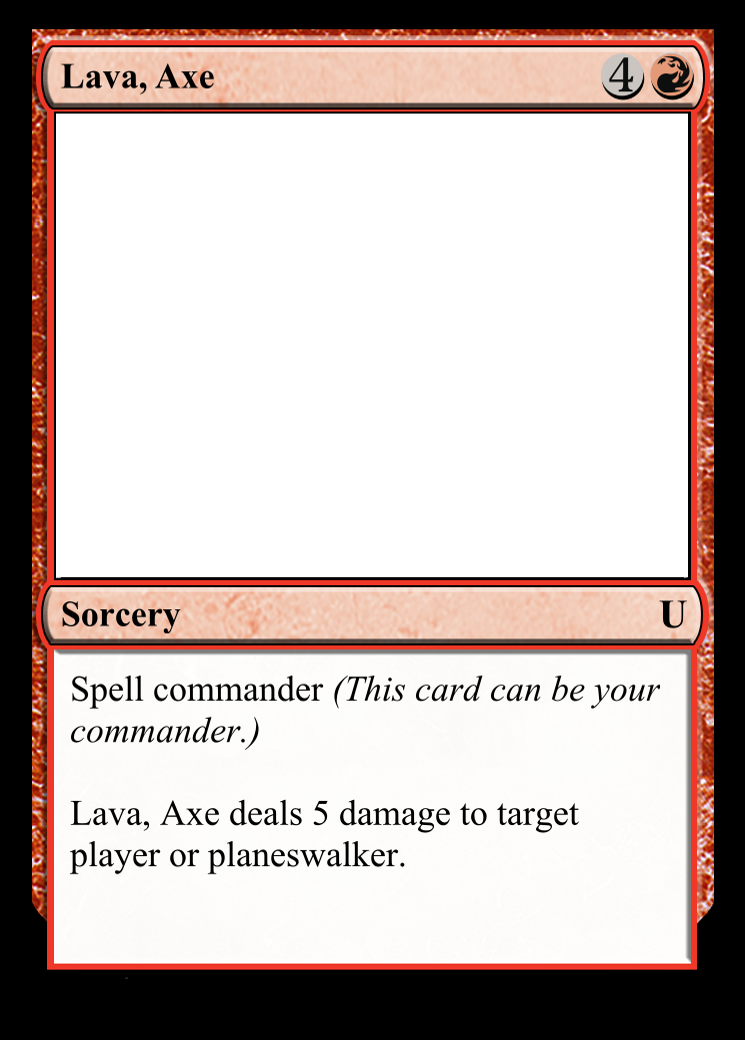 Lava, Axe 4
Sorcery U
Spell commander (This card can be your
commander.)
Lava, Axe deals 5 damage to target
player or planeswalker.